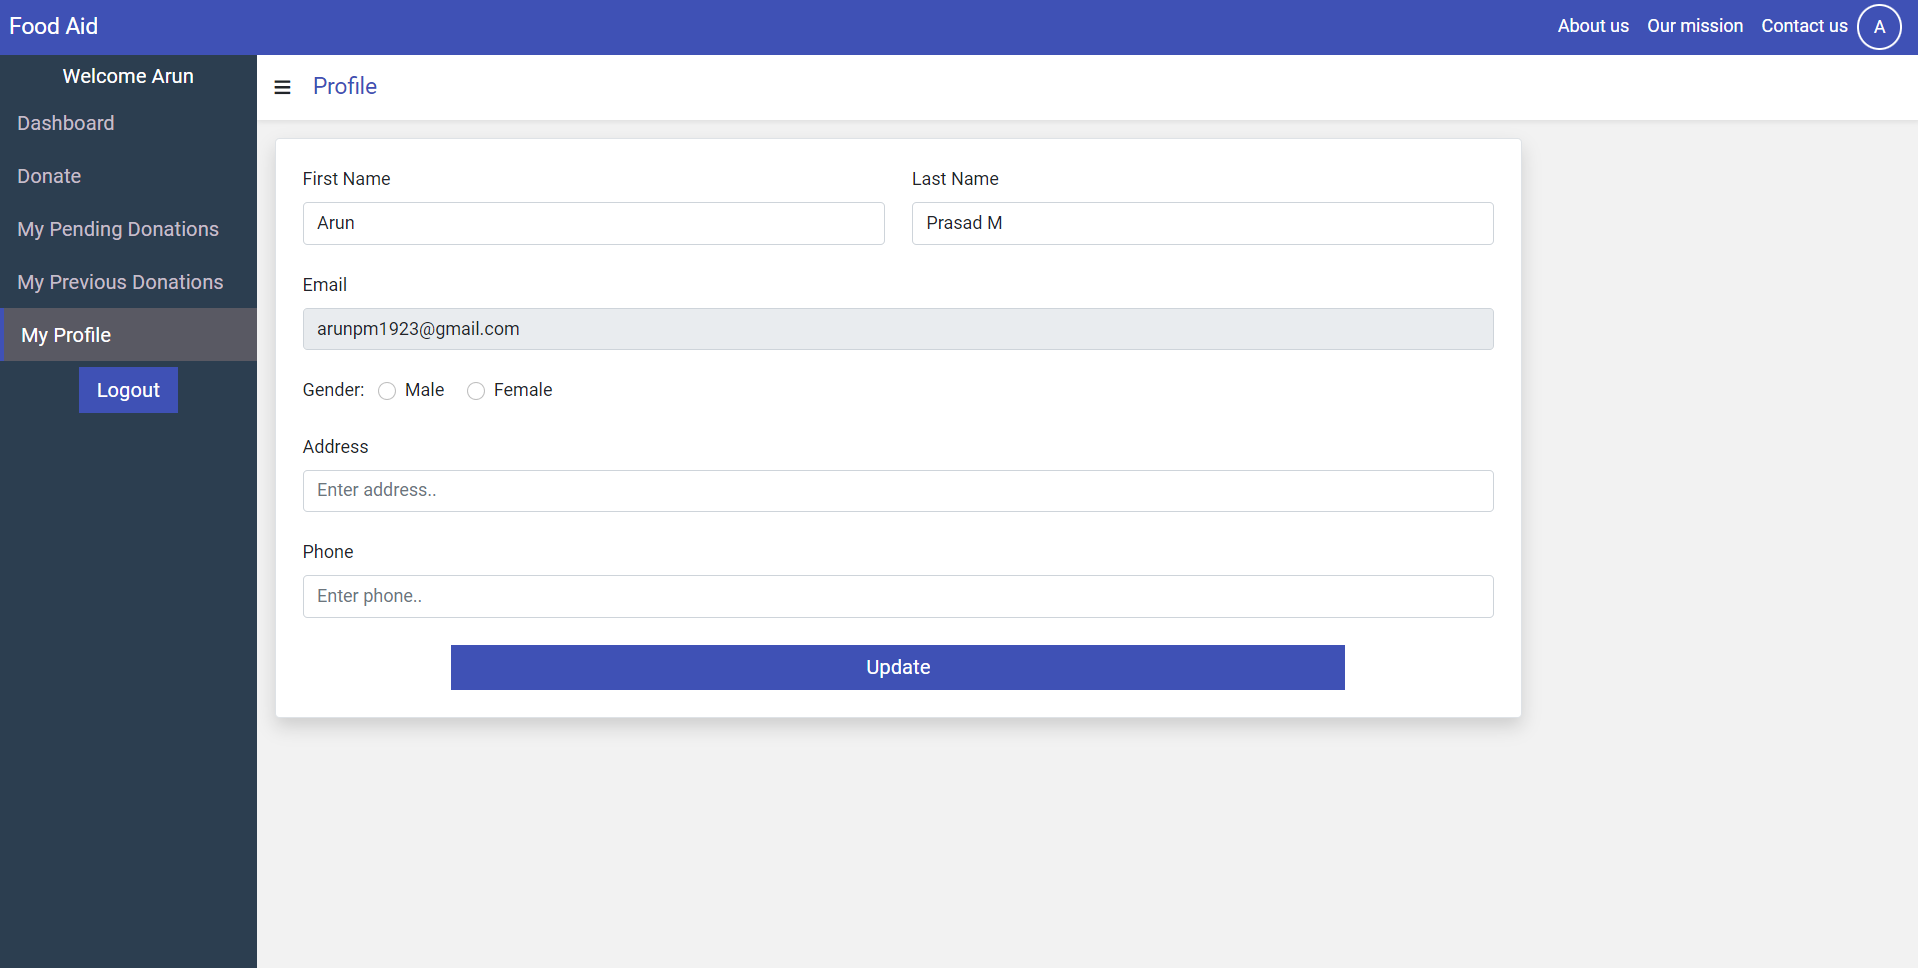 Food Aid
About us Our mission Contact us A
Welcome Arun
Dashboard
Donate
My Pending Donations
My Previous Donations
My Profile
Logout
Profile
First Name Last Name
Arun Prasad M
Email
arunpm1923@gmail.com
Gender: Male Female
Address
Enter address..
Phone
Enter phone..
Update